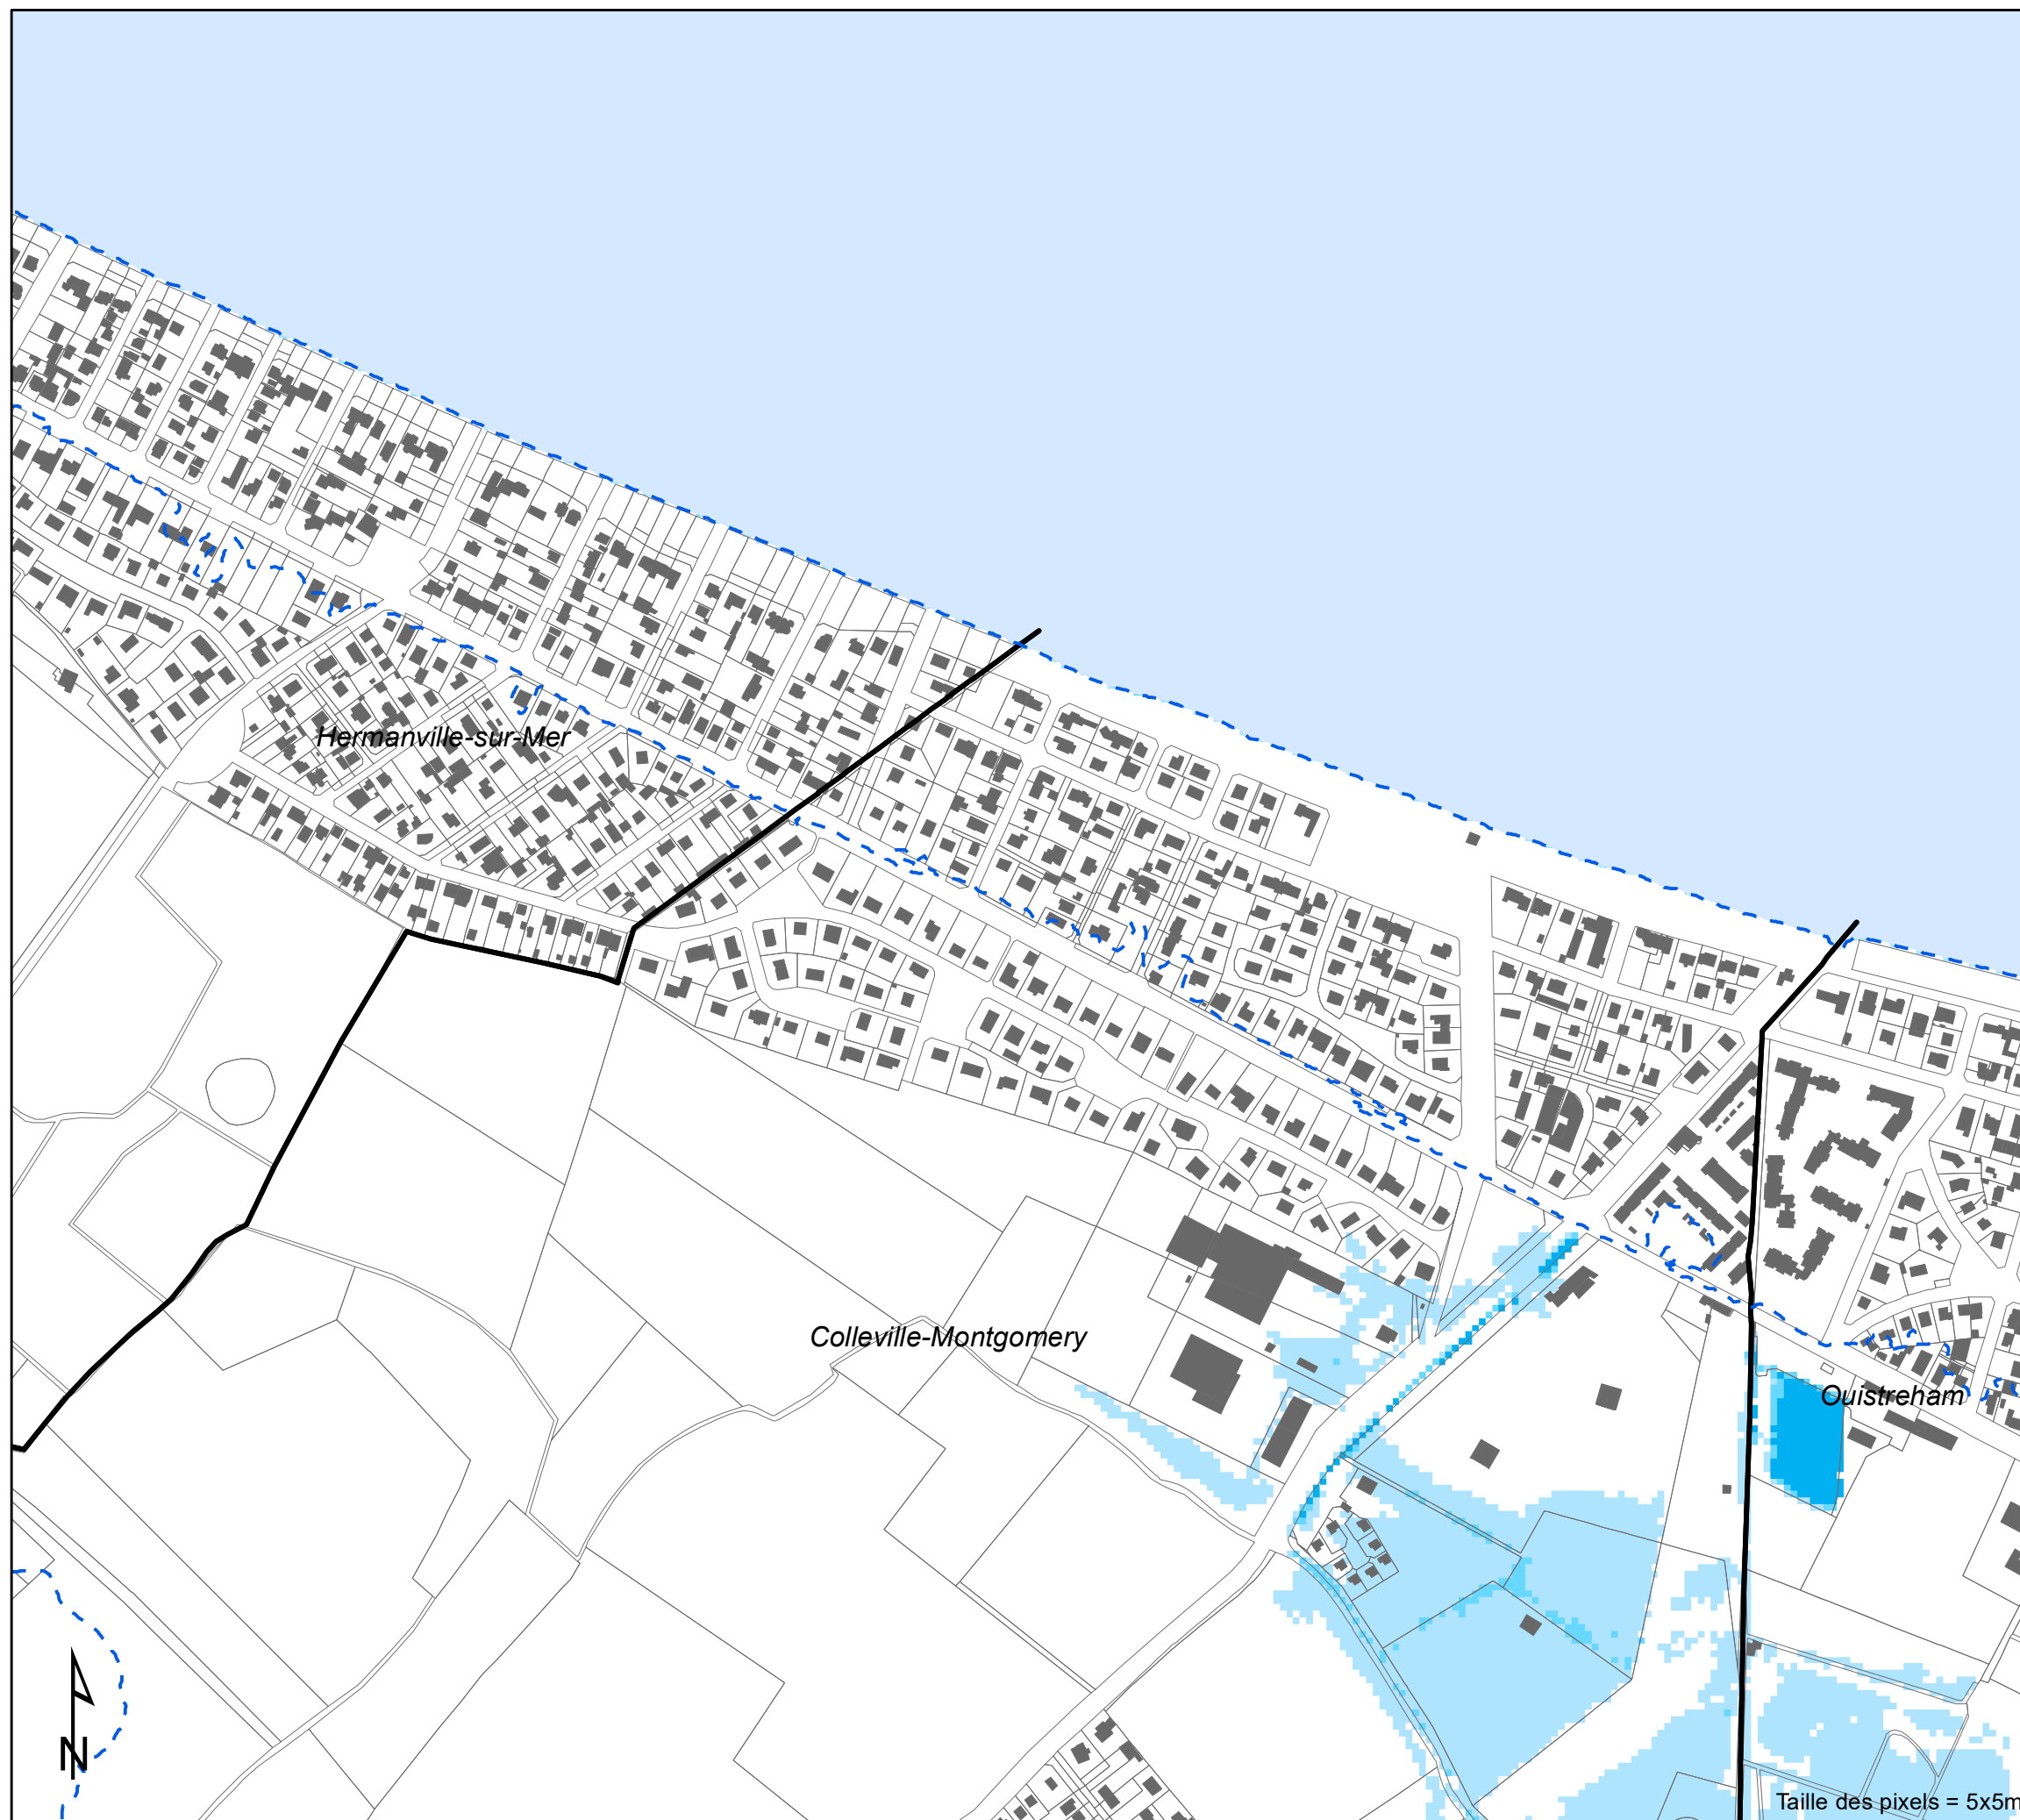 Hermanville-sur-Mer
Colleville-Montgomery
Ouistreham
N
Taille des pixels = 5x5m